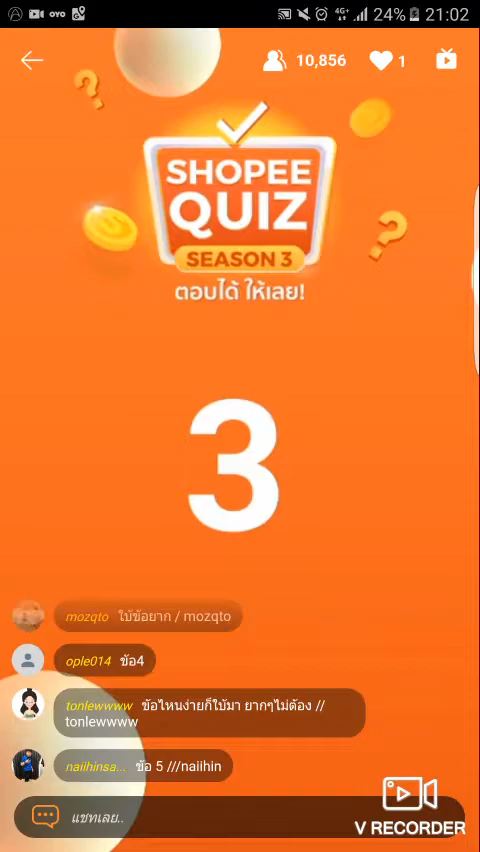 OYO 4G+ 24% 21:02
10,856 1
SHOPEE
QUIZ
SEASON 3
ตอบได้ ให้เลย!
3
mozqto ใบ้ข้อยาก / mozqto
ople014 ข้อ4
tonlewwww ข้อไหนง่ายก็ใบ้มา ยากๆไม่ต้อง //
tonlewwww
naiihinsa... ข้อ 5 ///naiihin
แชทเลย..
V RECORDER